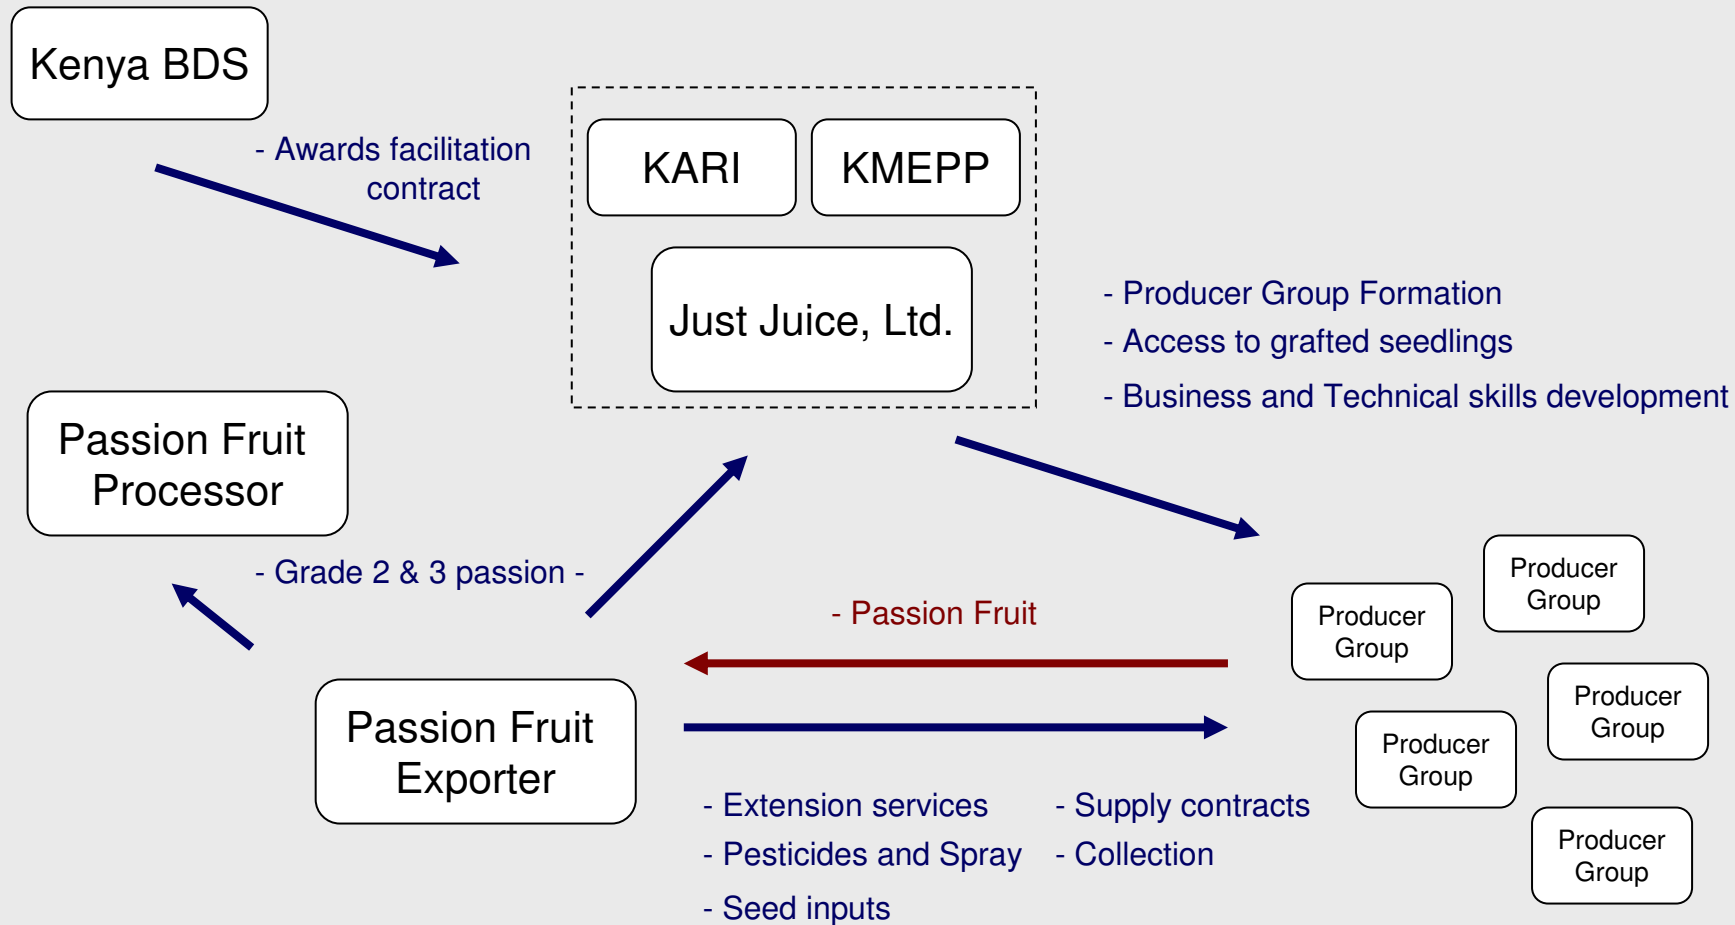 Kenya BDS
- Awards facilitation
contract
KARI
KMEPP
Just Juice, Ltd.
- Producer Group Formation
- Access to grafted seedlings
- Business and Technical skills development
Passion Fruit
Processor
- Grade 2 & 3 passion -
- Passion Fruit
Producer
Group
Producer
Group
Producer
Group
Producer
Group
Producer
Group
Passion Fruit
Exporter
- Extension services
- Pesticides and Spray
- Seed inputs
- Supply contracts
- Collection